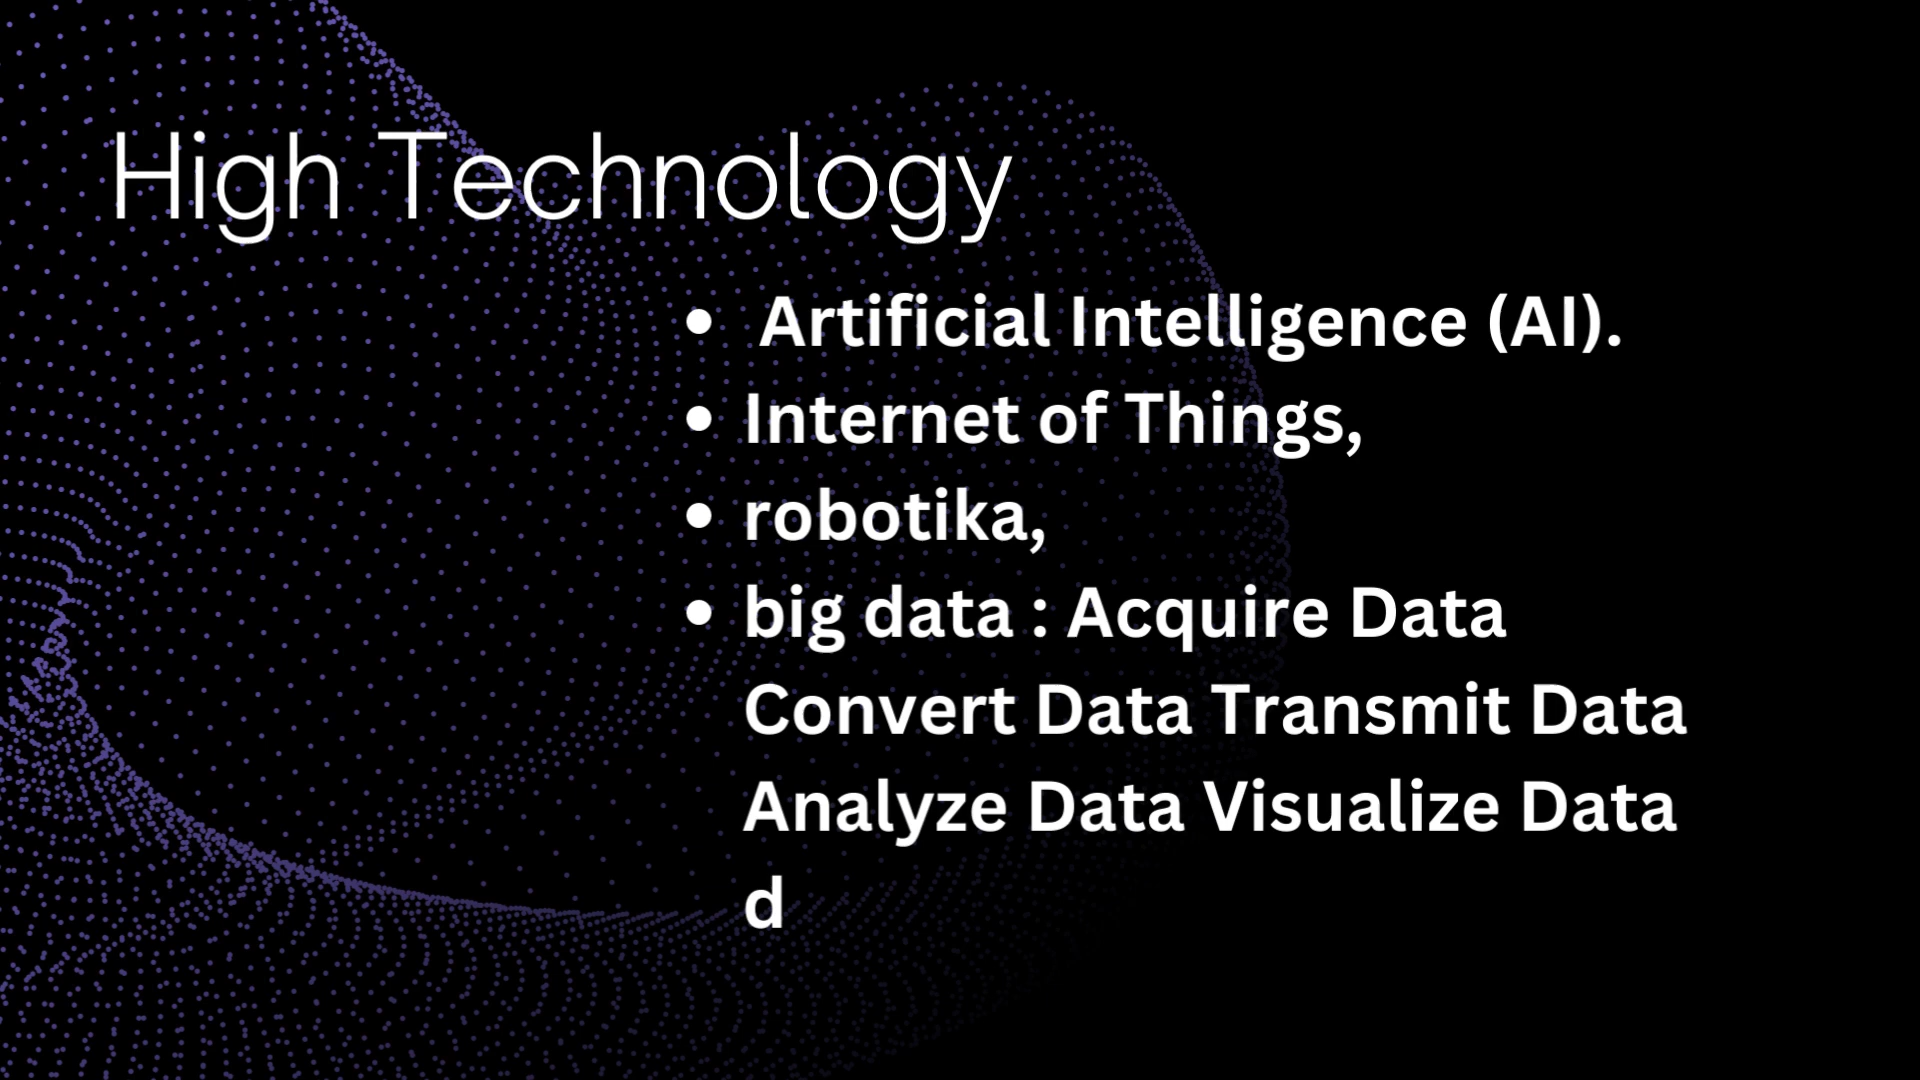 High Technology
• Artificial Intelligence (AI).
• Internet of Things,
• robotika,
• big data : Acquire Data
Convert Data Transmit Data
Analyze Data Visualize Data
d